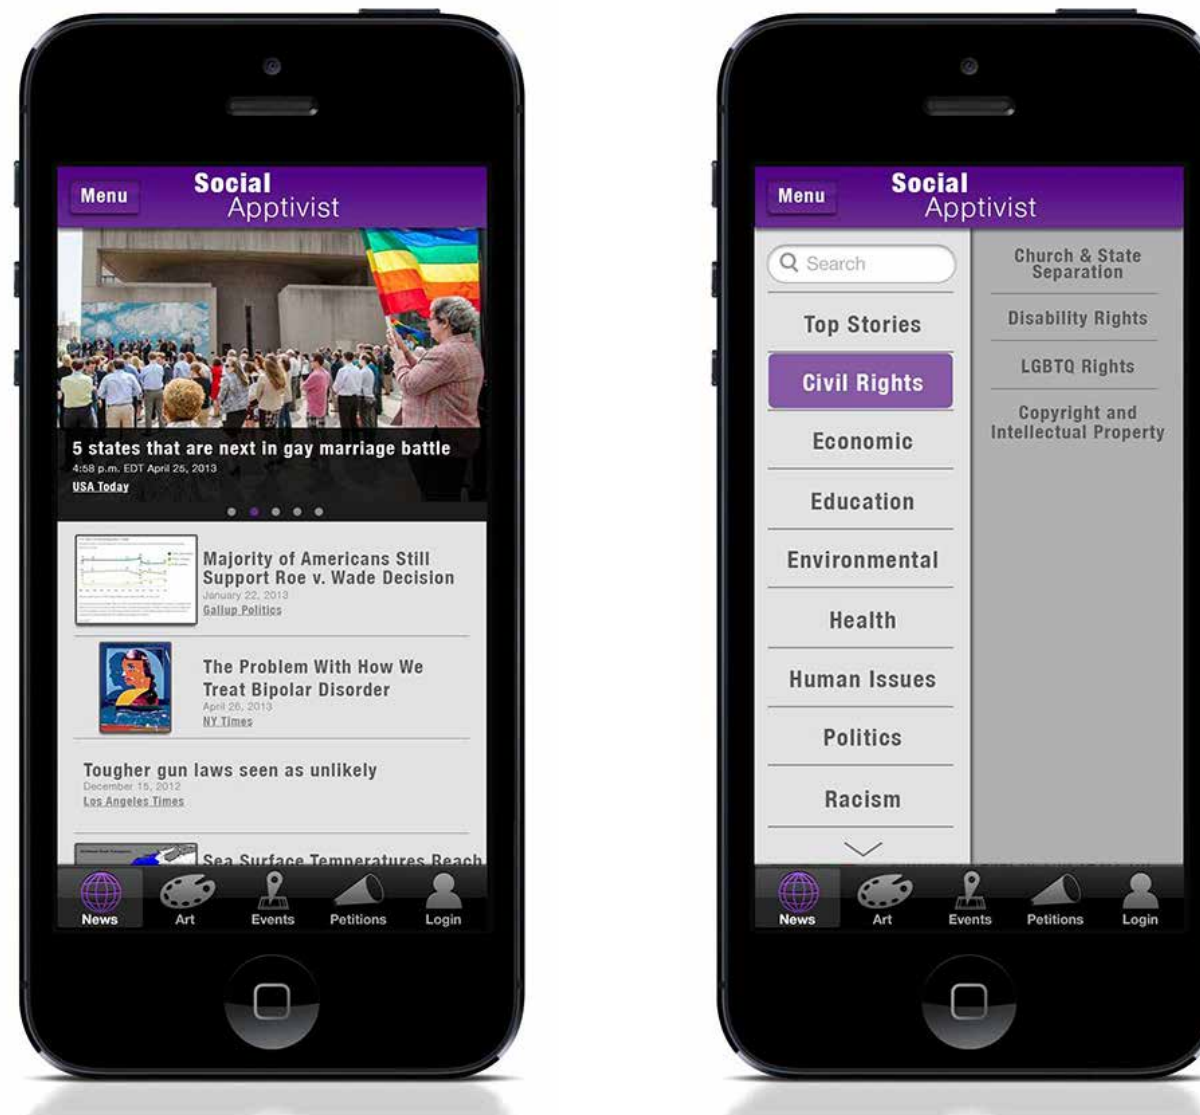 Menu
Social
Apptivist
5 states that are next in gay marriage battle
4:58 p.m. EDT April 25, 2013
USA Today
Majority of Americans Still
Support Roe v. Wade Decision
January 22, 2013
Gallup Politics
The Problem With How We
Treat Bipolar Disorder
April 26, 2013
NY Times
Tougher gun laws seen as unlikely
December 15, 2012
Los Angeles Times
Sea Surface Temperatures Reach
News Art Events Petitions Login
Menu
Social
Apptivist
Search
Top Stories
Civil Rights
Economic
Education
Environmental
Health
Human Issues
Politics
Racism
Church & State
Separation
Disability Rights
LGBTQ Rights
Copyright and
Intellectual Property
News Art Events Petitions Login